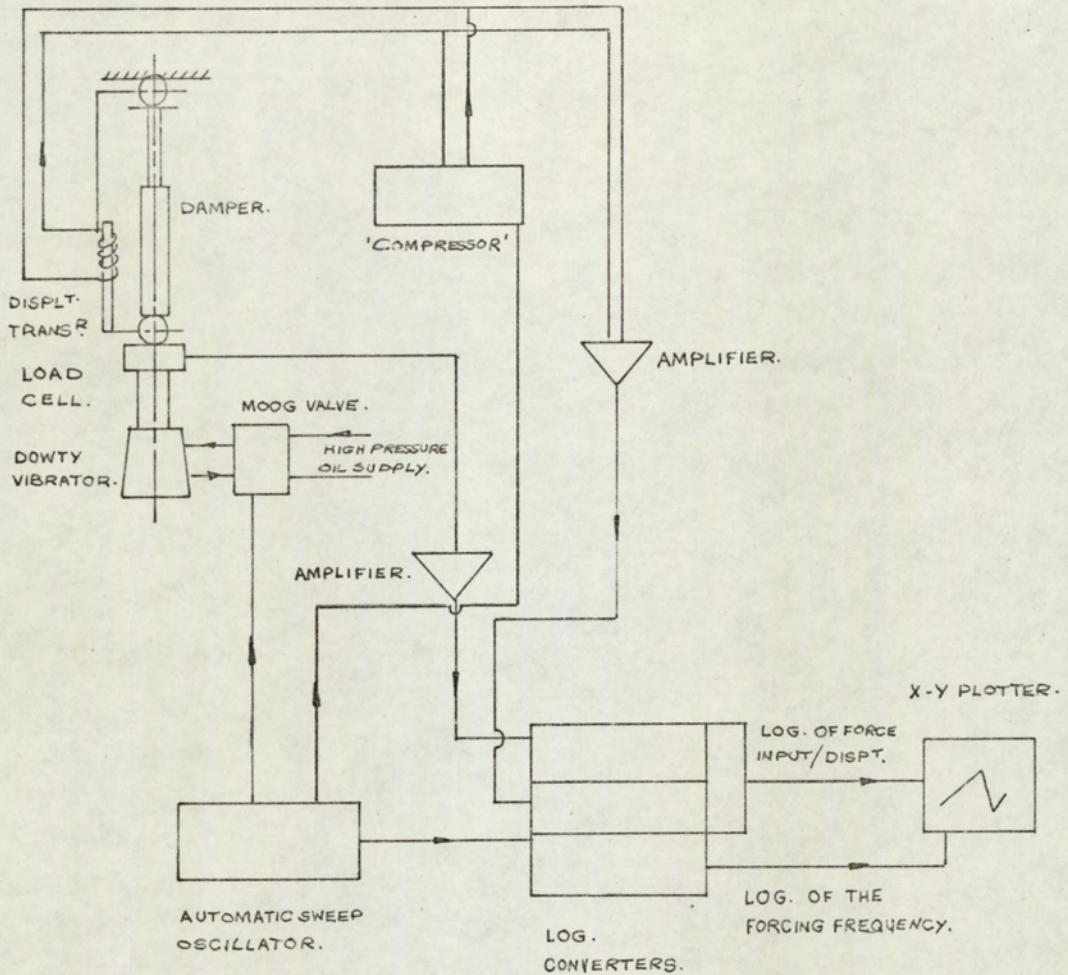 DAMPER.
'COMPRESSOR'
DISPLT.
TRANSR.
LOAD
CELL.
AMPLIFIER.
MOOG VALVE.
HIGH PRESSURE
OIL SUPPLY.
DOWTY
VIBRATOR.
AMPLIFIER.
X-Y PLOTTER.
LOG. OF FORCE
INPUT/DISPT.
AUTOMATIC SWEEP
OSCILLATOR.
LOG. OF THE
FORCING FREQUENCY.
LOG.
CONVERTERS.